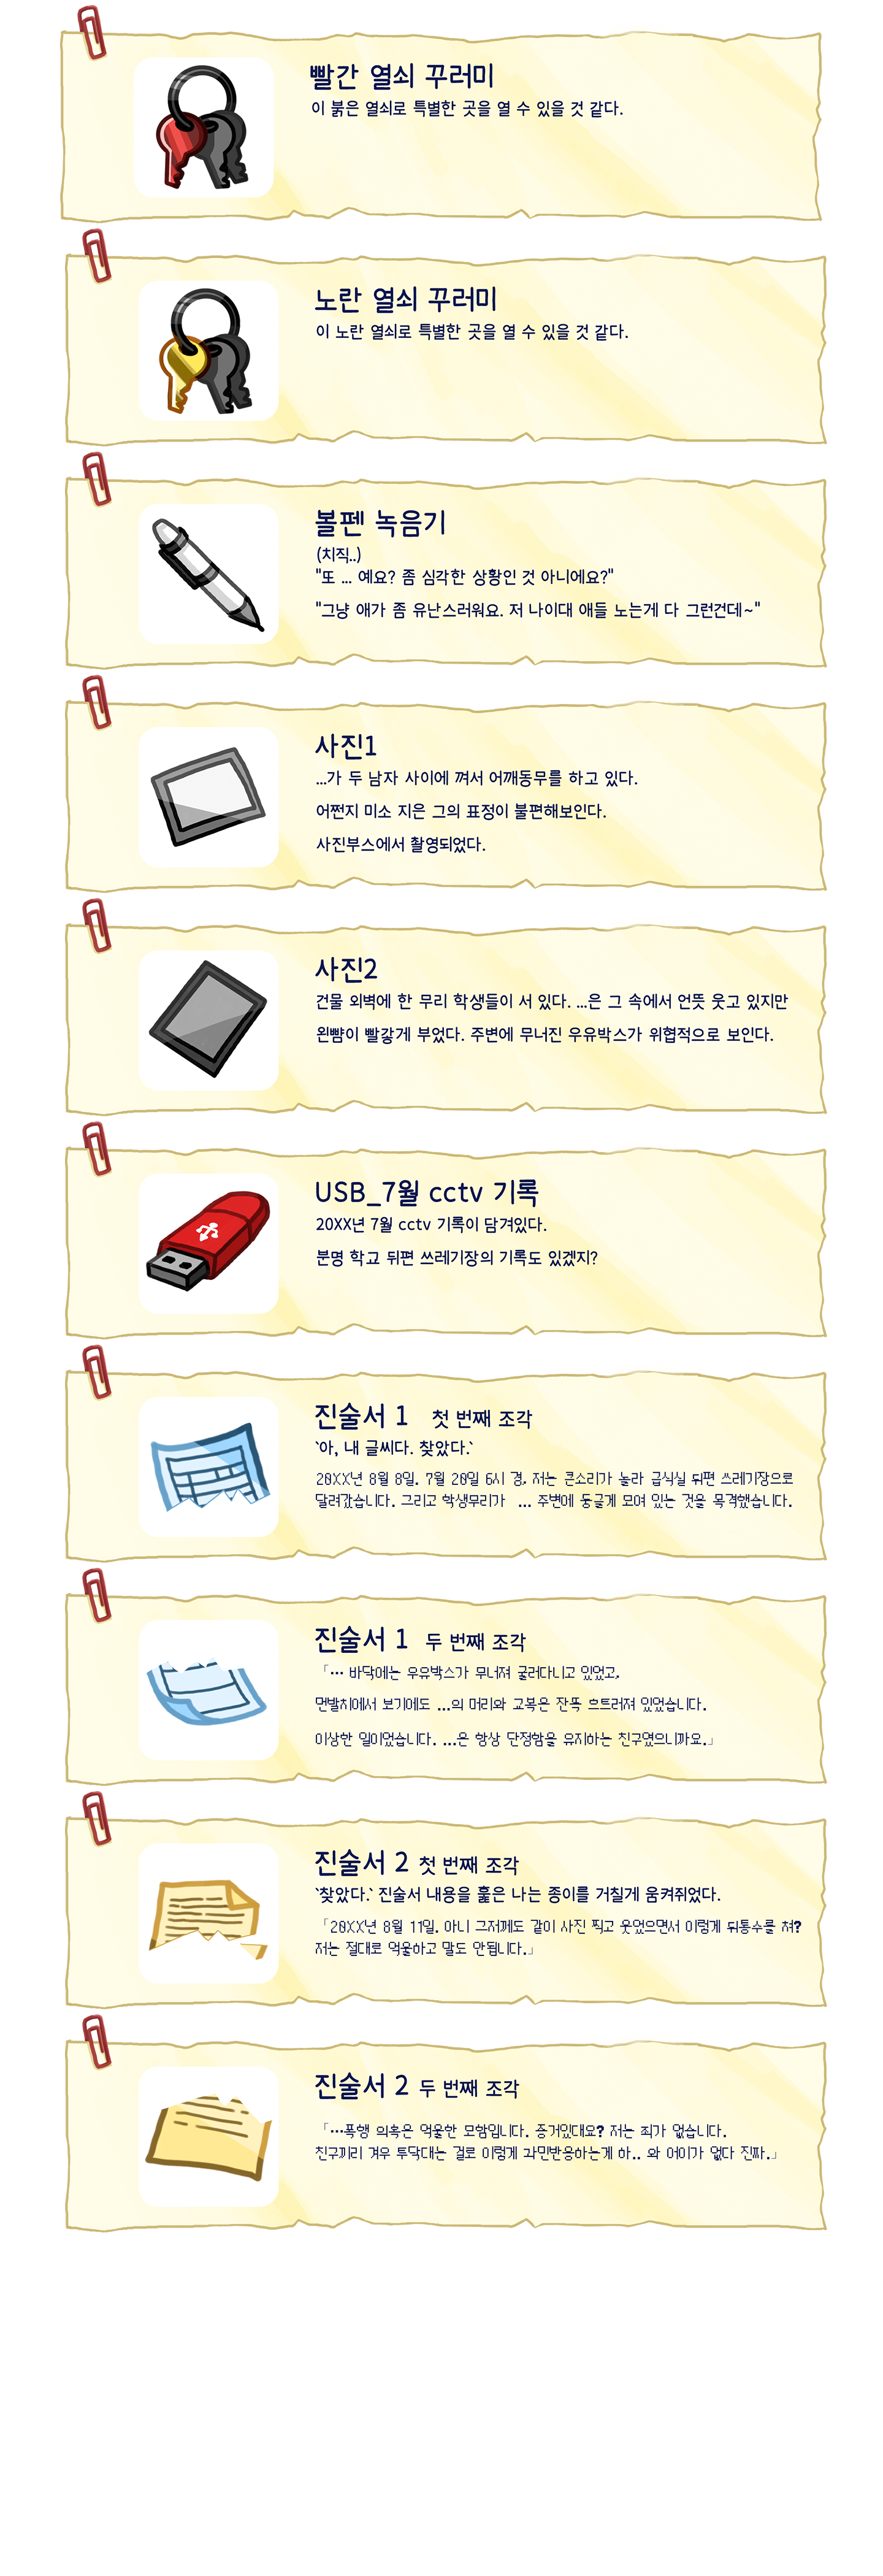 빨간 열쇠 꾸러미
이 붉은 열쇠로 특별한 곳을 열 수 있을 것 같다.
노란 열쇠 꾸러미
이 노란 열쇠로 특별한 곳을 열 수 있을 것 같다.
볼펜 녹음기
(치직..)
"또 ... 예요? 좀 심각한 상황인 것 아니에요?"
"그냥 애가 좀 유난스러워요. 저 나이대 애들 노는게 다 그런건데~"
사진1
...가 두 남자 사이에 껴서 어깨동무를 하고 있다.
어쩐지 미소 지은 그의 표정이 불편해보인다.
사진부스에서 촬영되었다.
사진2
건물 외벽에 한 무리 학생들이 서 있다. ...은 그 속에서 언뜻 웃고 있지만
왼뺨이 빨갛게 부었다. 주변에 무너진 우유박스가 위협적으로 보인다.
USB_7월 cctv 기록
20XX년 7월 cctv 기록이 담겨있다.
분명 학교 뒤편 쓰레기장의 기록도 있겠지?
진술서 1 첫 번째 조각
`아, 내 글씨다. 찾았다.`
20XX년 8월 8일. 7월 20일 6시 경, 저는 큰소리가 놀라 급식실 뒤편 쓰레기장으로
달려갔습니다. 그리고 학생무리가 ... 주변에 둥글게 모여 있는 것을 목격했습니다.
진술서 1 두 번째 조각
「… 바닥에는 우유박스가 무너져 굴러다니고 있었고,
먼발치에서 보기에도 ...의 머리와 교복은 잔뜩 흐트러져 있었습니다.
이상한 일이었습니다. ...은 항상 단정함을 유지하는 친구였으니까요.」
진술서 2 첫 번째 조각
`찾았다.` 진술서 내용을 훑은 나는 종이를 거칠게 움켜쥐었다.
「20XX년 8월 11일. 아니 그저께도 같이 사진 찍고 웃었으면서 이렇게 뒤통수를 쳐?
저는 절대로 억울하고 말도 안됩니다.」
진술서 2 두 번째 조각
「…폭행 의혹은 억울한 모함입니다. 증거있대요? 저는 죄가 없습니다.
친구끼리 겨우 투닥대는 걸로 이렇게 과민반응하는게 하.. 와 어이가 없다 진짜.」